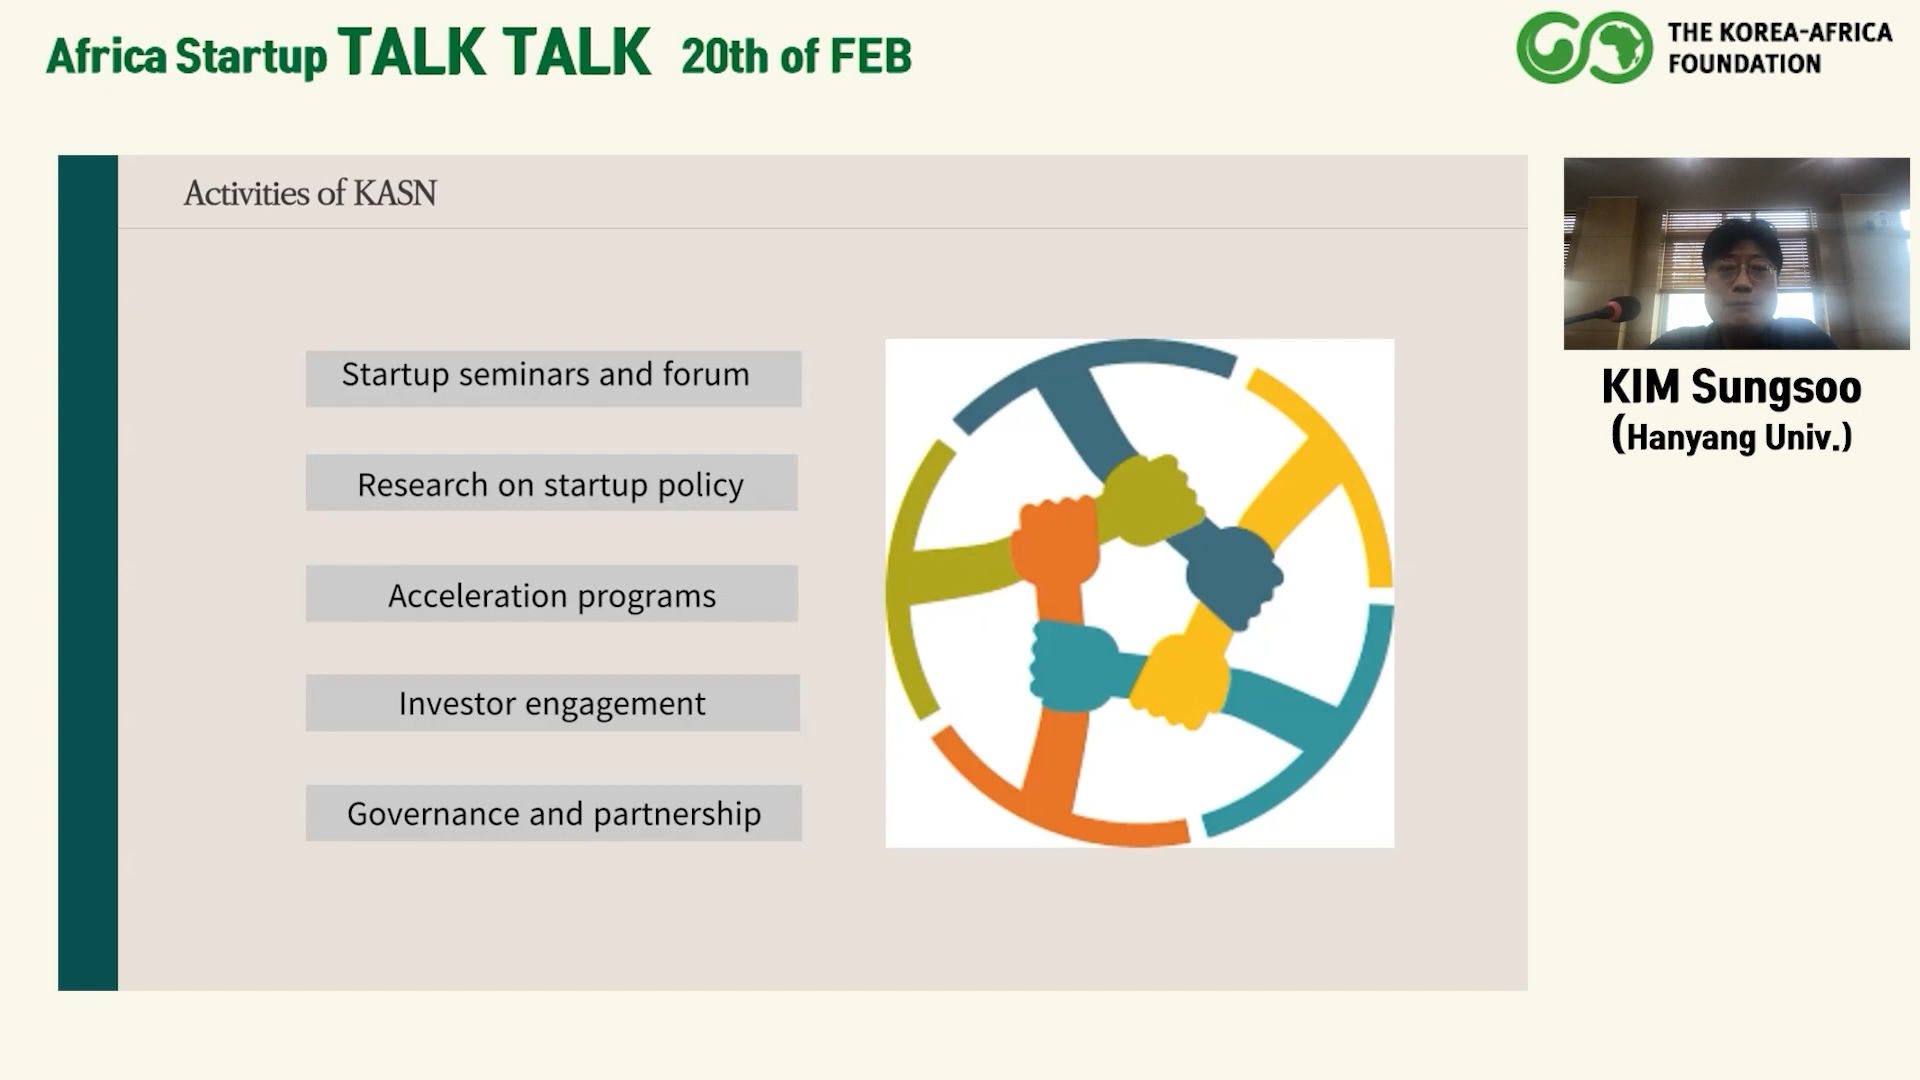 Africa Startup TALK TALK 20th of FEB
THE KOREA-AFRICA
FOUNDATION
Activities of KASN
Startup seminars and forum
Research on startup policy
Acceleration programs
Investor engagement
Governance and partnership
KIM Sungsoo
(Hanyang Univ.)